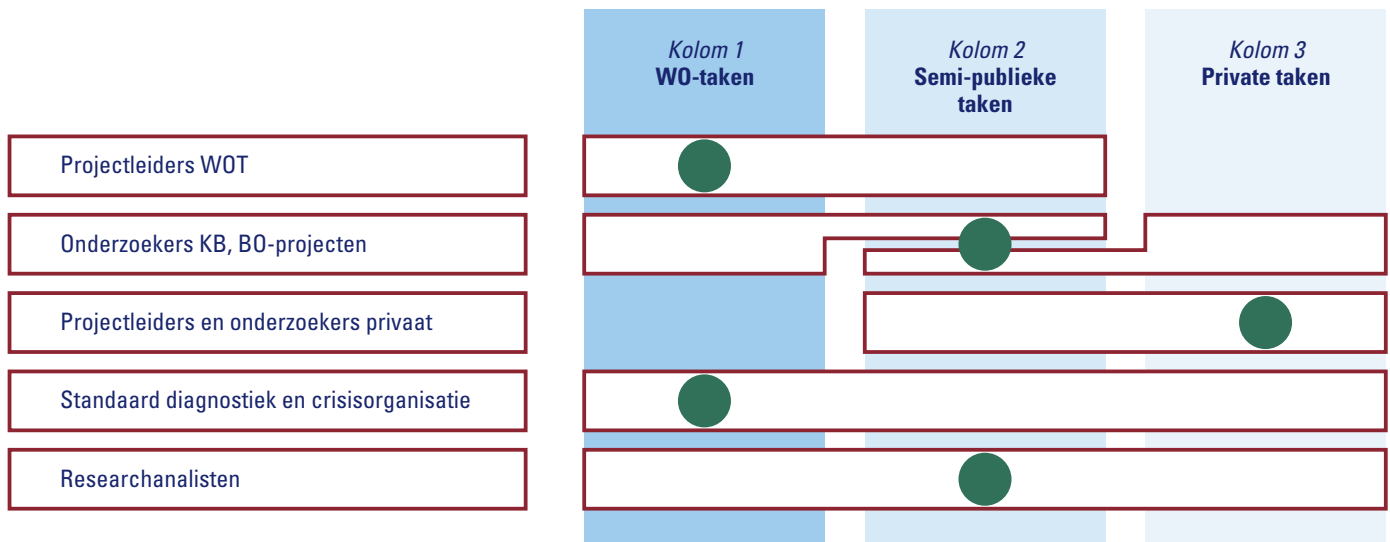 Kolom 1
WO-taken
Kolom 2
Semi-publieke
taken
Kolom 3
Private taken
Projectleiders WOT
Onderzoekers KB, BO-projecten
Projectleiders en onderzoekers privaat
Standaard diagnostiek en crisisorganisatie
Researchanalisten